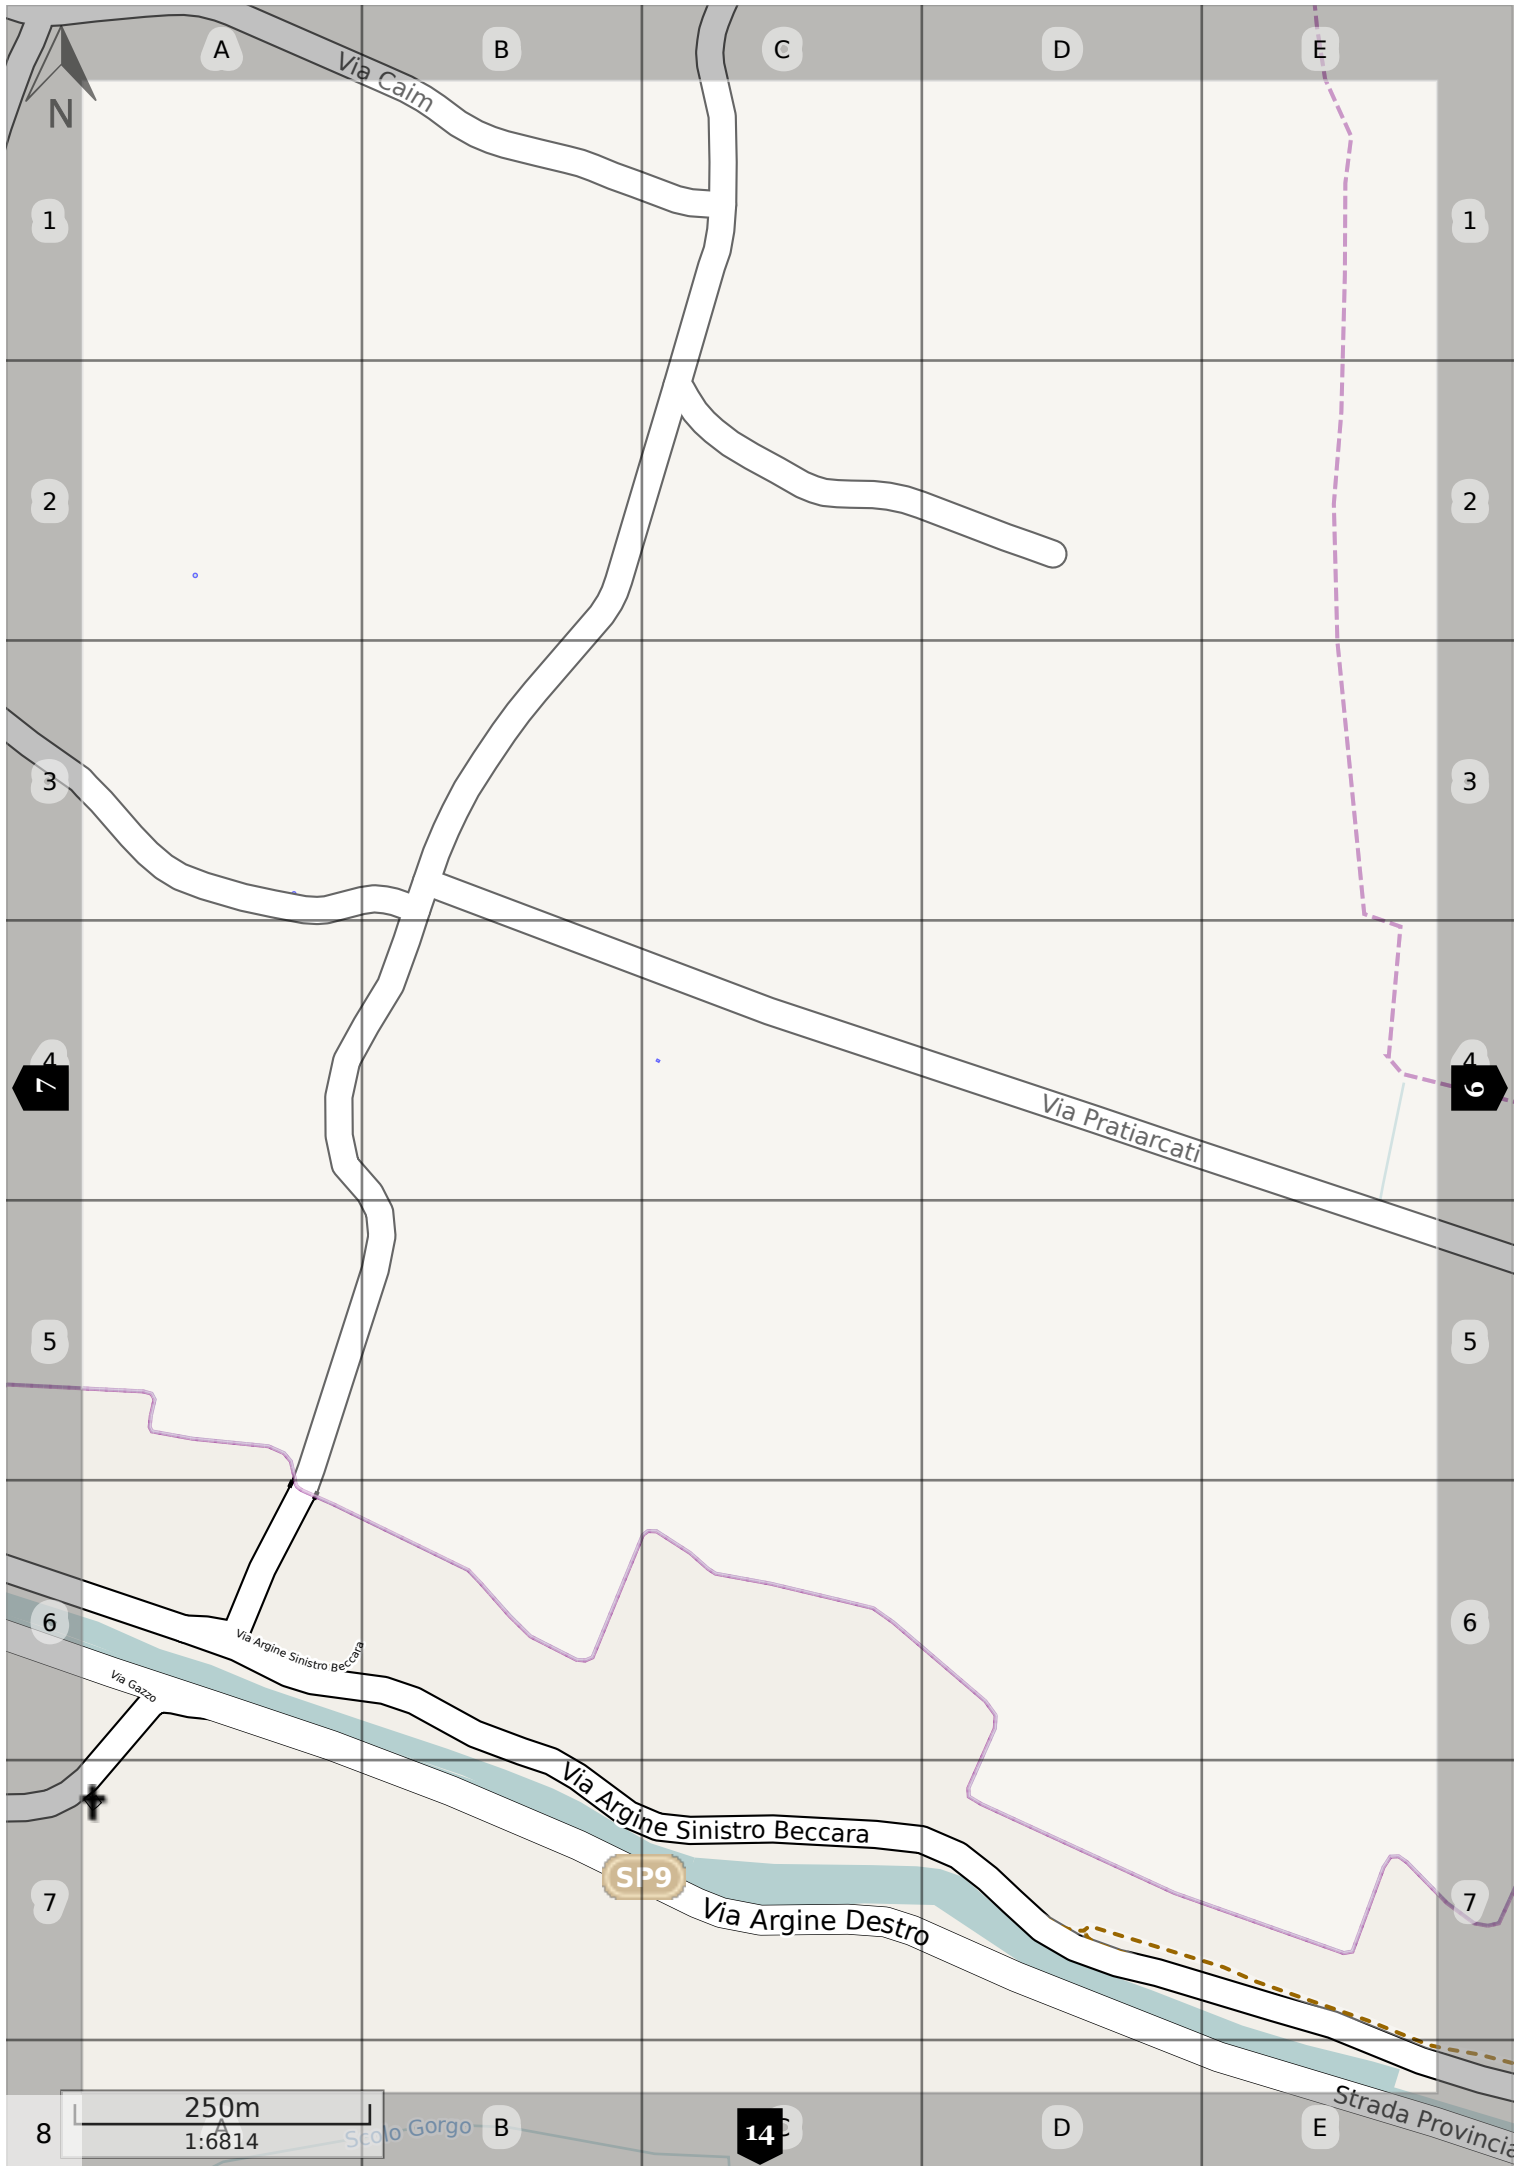 A
B
C
D
E
Via Caim
N
1
1
2
2
3
3
4
4
7
6
Via Pratiarcati
5
5
6
6
Via Argine Sinistro Beccara
Via Gazzo
Via Argine Sinistro Beccara
SP9
7
7
Via Argine Destro
Strada Provincia
250m
1:6814
8
A
Scolo Gorgo
B
14
C
D
E